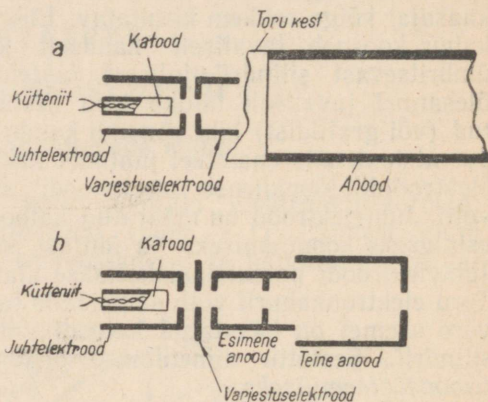 a
Toru kest
Katood
Kütteniit
Juhtelektrood
Varjestuselektrood
Anood
b
Katood
Kütteniit
Juhtelektrood
Esimene
anood
Teine anood
Varjestuselektrood